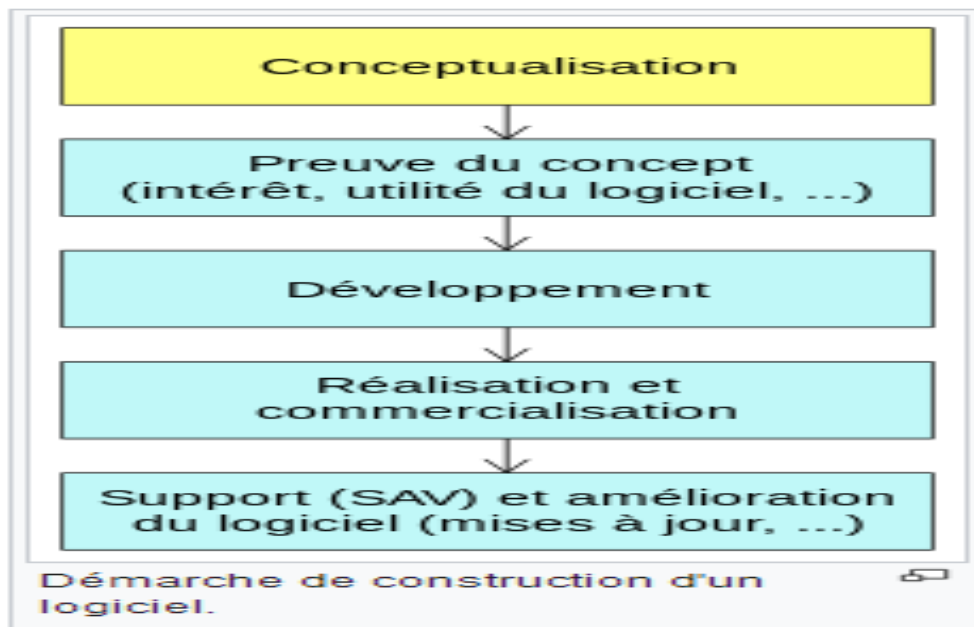 Conceptualisation
Preuve du concept
(intérêt, utilité du logiciel, ...)
Développement
Réalisation et
commercialisation
Support (SAV) et amélioration
du logiciel (mises à jour, ...)
Démarche de construction d'un
logiciel.